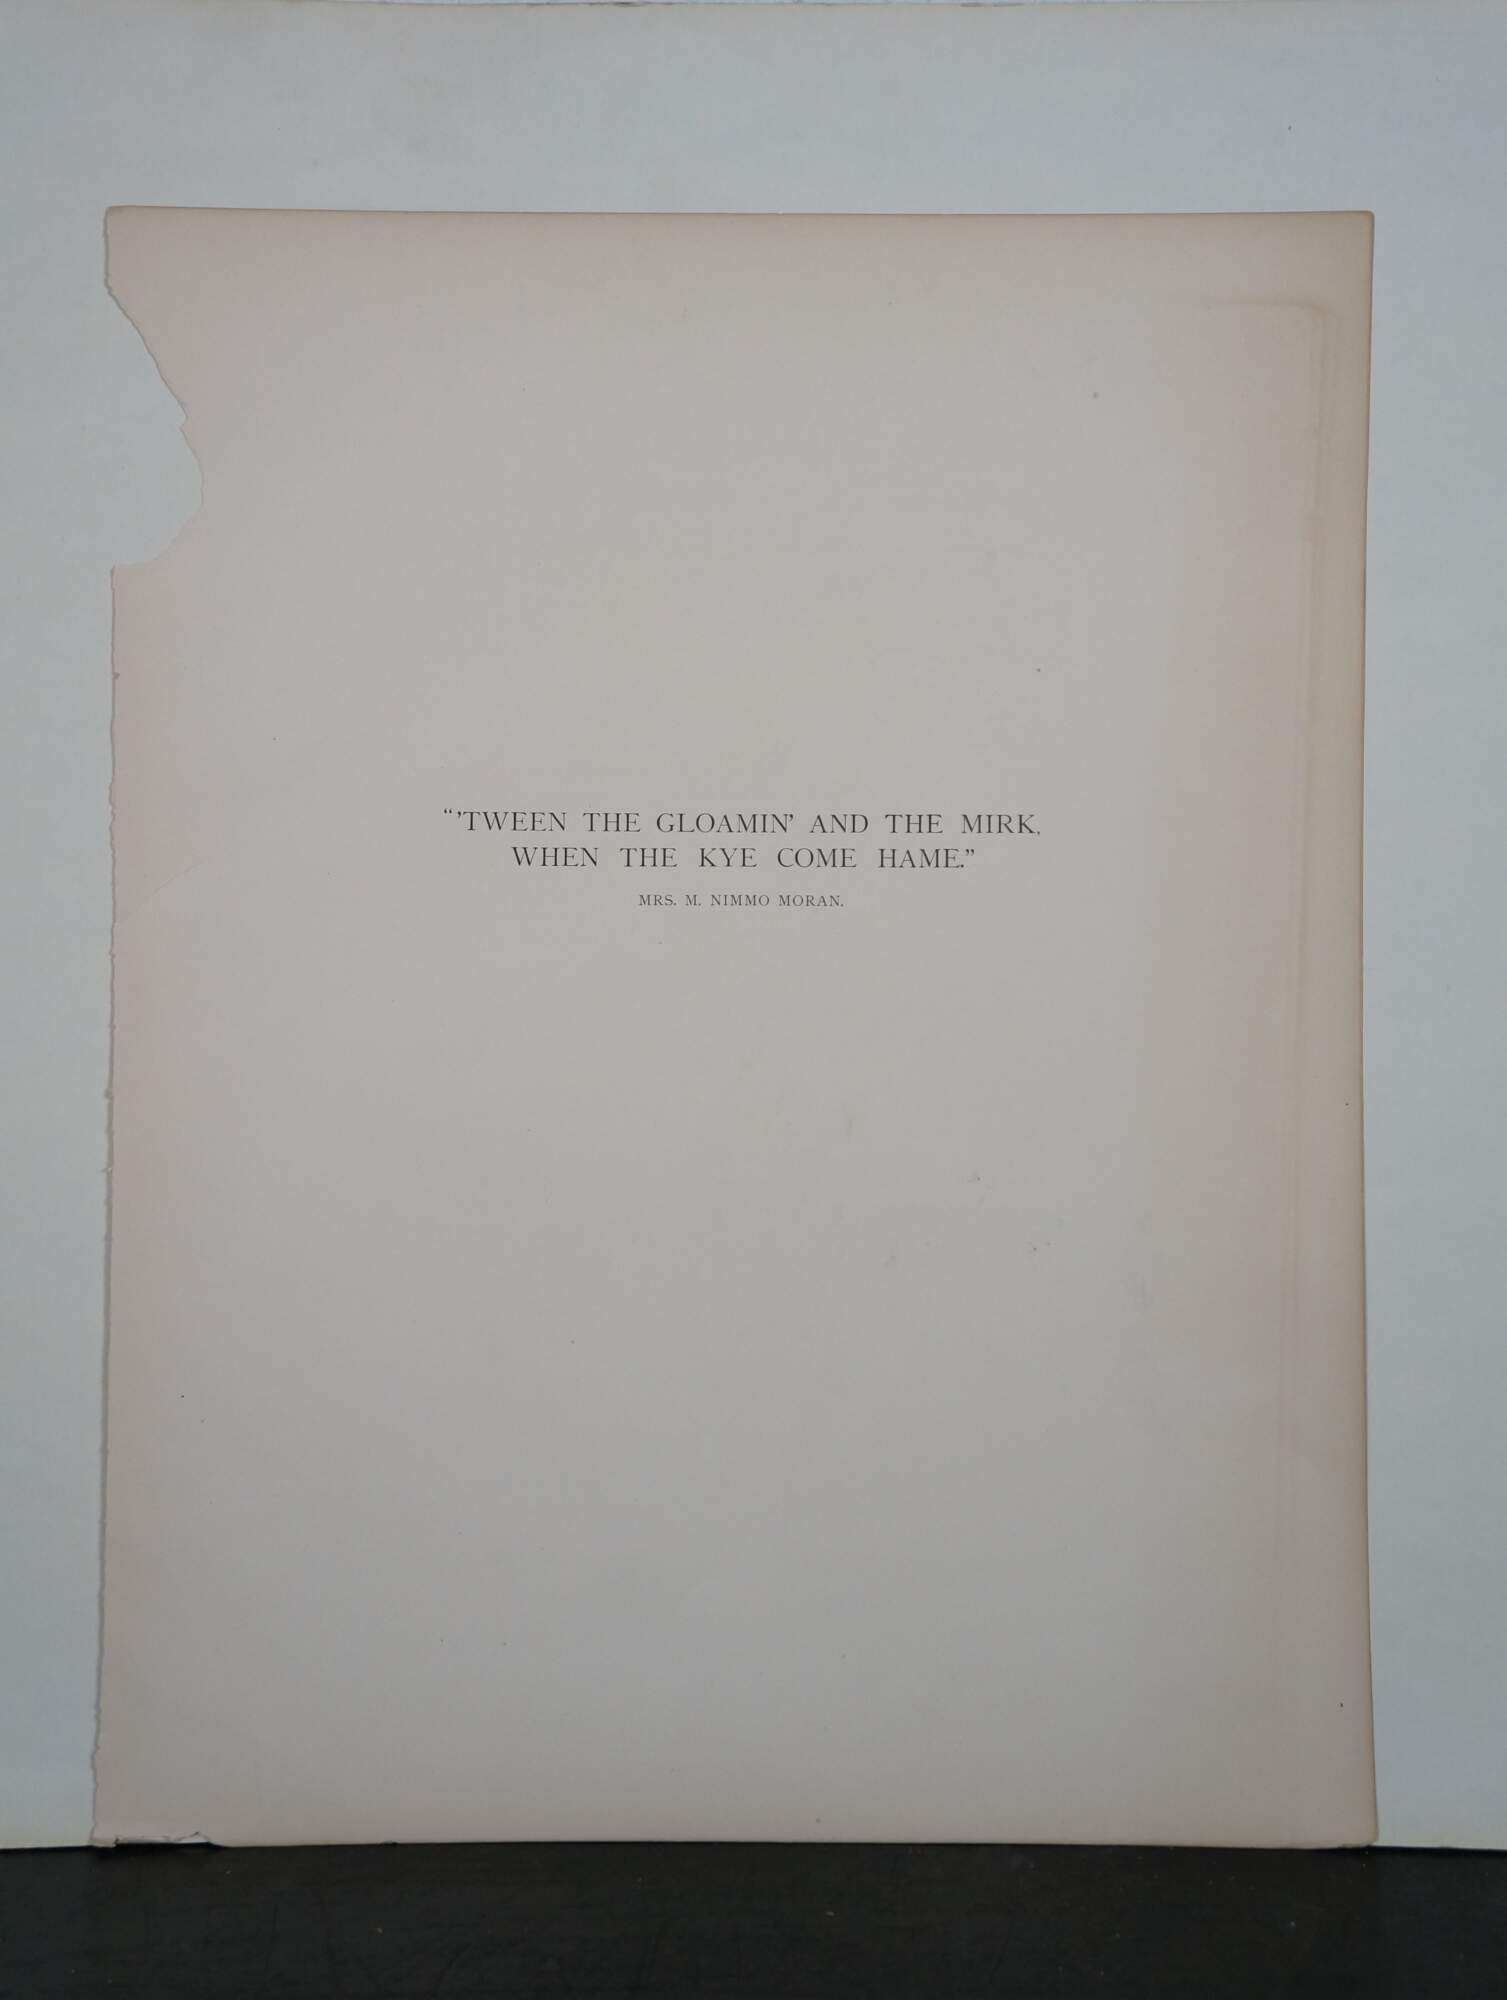 “’TWEEN THE GLOAMIN’ AND THE MIRK,
WHEN THE KYE COME HAME.”
MRS. M. NIMMO MORAN.